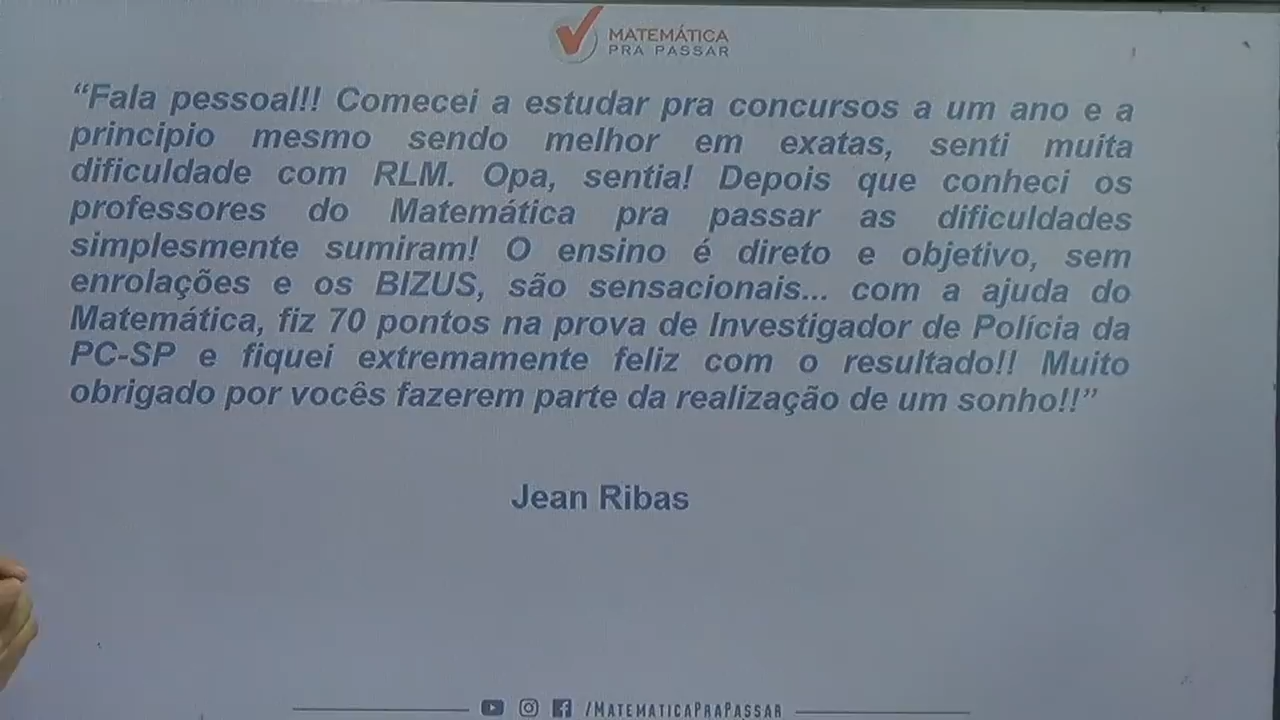 MATEMÁTICA
PRA PASSAR
“Fala pessoal!! Comecei a estudar pra concursos a um ano e a
principio mesmo sendo melhor em exatas, senti muita
dificuldade com RLM. Opa, sentia! Depois que conheci os
professores do Matemática pra passar as dificuldades
simplesmente sumiram! O ensino é direto e objetivo, sem
enrolações e os BIZUS, são sensacionais... com a ajuda do
Matemática, fiz 70 pontos na prova de Investigador de Polícia da
PC-SP e fiquei extremamente feliz com o resultado!! Muito
obrigado por vocês fazerem parte da realização de um sonho!!”
Jean Ribas
/MATEMATICAPRAPASSAR